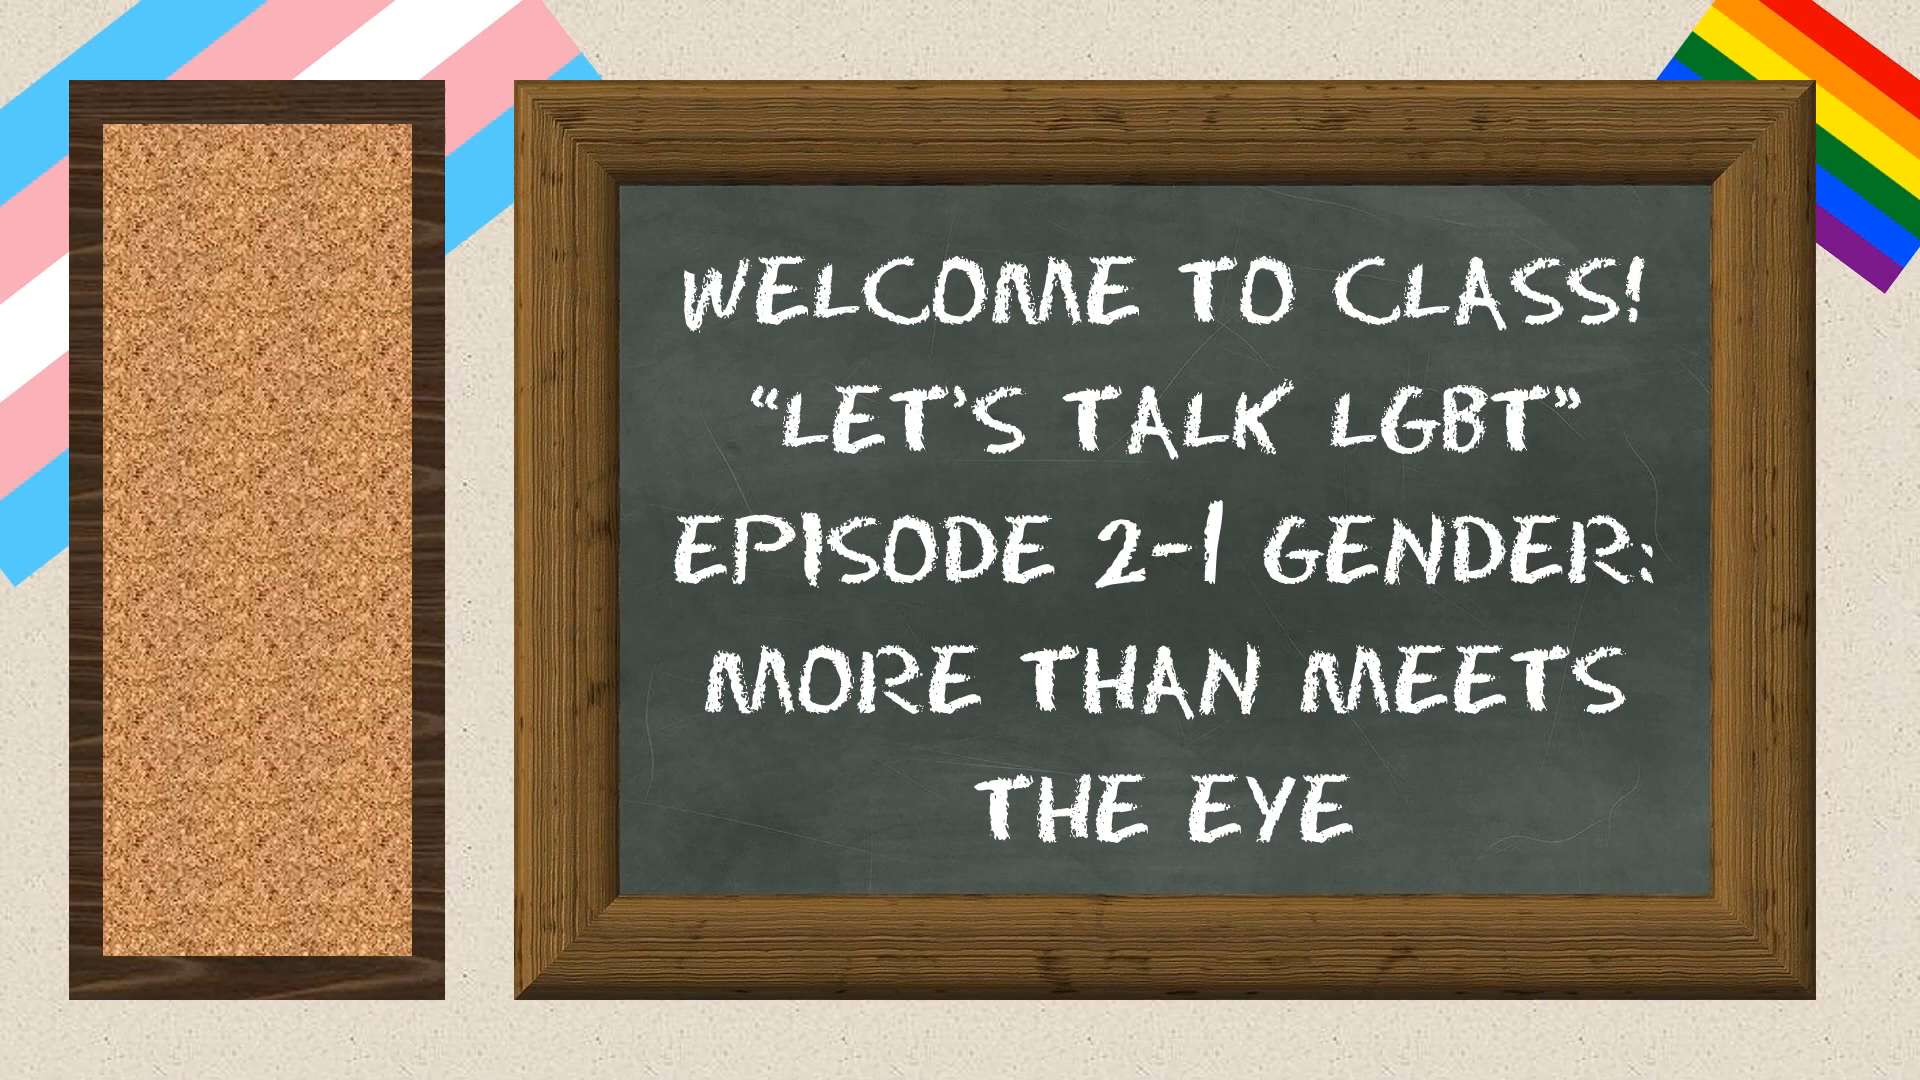 WELCOME TO CLASS!
“LET’S TALK LGBT”
EPISODE 2-1 GENDER:
MORE THAN MEETS
THE EYE